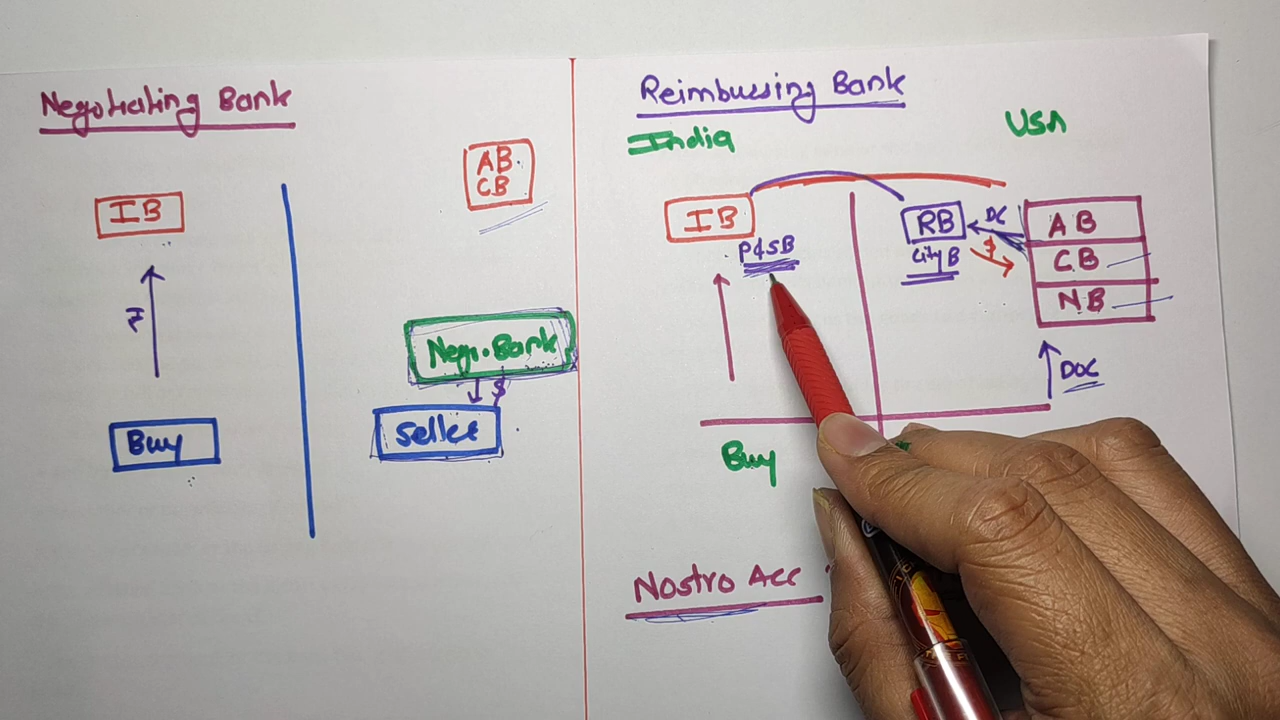 Negotiating Bank
AB
CB
IB
₹
Nego. Bank
$
Buy
Seller
Reimbussing Bank
India
USA
IB
P&SB
RB
City B
DC
$
AB
CB
NB
DOC
Buy
Nostro Acc